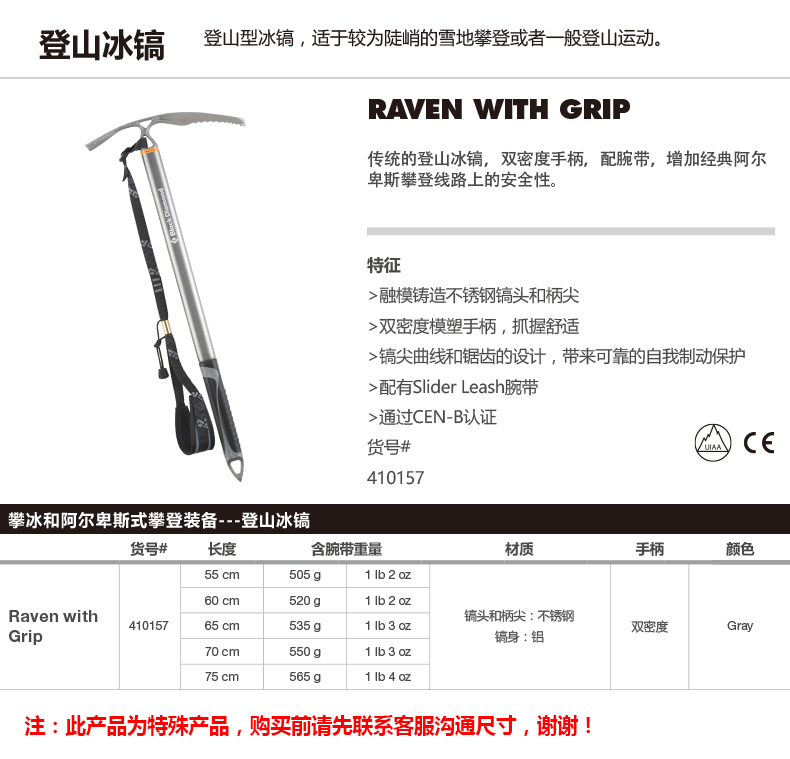 登山冰镐
登山型冰镐，适于较为陡峭的雪地攀登或者一般登山运动。
RAVEN WITH GRIP
传统的登山冰镐，双密度手柄，配腕带，增加经典阿尔
卑斯攀登线路上的安全性。
Black Diamond
特征
>融模铸造不锈钢镐头和柄尖
>双密度模塑手柄，抓握舒适
>镐尖曲线和锯齿的设计，带来可靠的自我制动保护
>配有Slider Leash腕带
>通过CEN-B认证
货号#
410157
UIAA
CE
攀冰和阿尔卑斯式攀登装备---登山冰镐
货号# 长度 含腕带重量 材质 手柄 颜色
Raven with Grip 410157 镐头和柄尖：不锈钢 镐身：铝 双密度 Gray
55 cm 505 g 1 lb 2 oz
60 cm 520 g 1 lb 2 oz
65 cm 535 g 1 lb 3 oz
70 cm 550 g 1 lb 3 oz
75 cm 565 g 1 lb 4 oz
注：此产品为特殊产品，购买前请先联系客服沟通尺寸，谢谢！